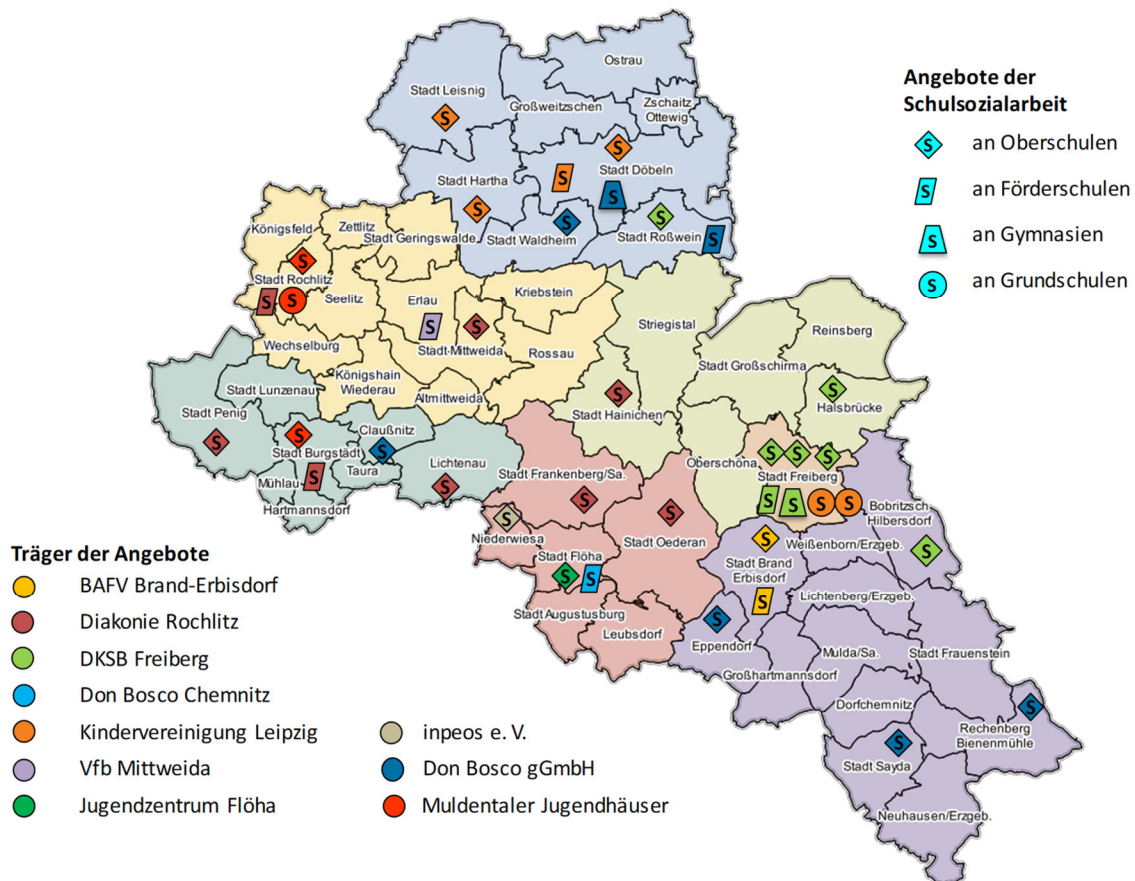 Ostrau
Stadt Leisnig
Großweitzschen
Zschaitz
Ottewig
S
S
Stadt Döbeln
Stadt Hartha
S
S
S
S
S
Stadt Waldheim
Stadt Roßwein
S
Königsfeld
Zettlitz
Stadt Geringswalde
S
Stadt Rochlitz
S
S
Seelitz
Erlau
Kriebstein
S
S
Stadt Mittweida
Striegistal
Reinsberg
Wechselburg
Rossau
Stadt Großschirma
Königshain
Wiederau
Altmittweida
Stadt Lunzenau
S
Stadt Hainichen
S
Halsbrücke
Stadt Penig
S
S
Stadt Burgstädt
Claußnitz
S
Taura
S
Mühlau
Hartmannsdorf
Lichtenau
S
Stadt Frankenberg/Sa.
S
Oberschöna
S
S
S
Stadt Freiberg
S
S
S
S
Bobritzsch
Hilbersdorf
S
S
Niederwiesa
S
Stadt Oederan
S
Weißenborn/Erzgeb.
Stadt Brand
Erbisdorf
S
Stadt Flöha
S
S
Lichtenberg/Erzgeb.
Stadt Augustusburg
Leubsdorf
S
Eppendorf
Großhartmannsdorf
Mulda/Sa.
Stadt Frauenstein
Dorfchemnitz
S
Rechenberg
Bienenmühle
S
Stadt Sayda
Neuhausen/Erzgeb.
Angebote der
Schulsozialarbeit
S an Oberschulen
S an Förderschulen
S an Gymnasien
S an Grundschulen
Träger der Angebote
BAFV Brand-Erbisdorf
Diakonie Rochlitz
DKSB Freiberg
Don Bosco Chemnitz
Kindervereinigung Leipzig
Vfb Mittweida
Jugendzentrum Flöha
inpeos e. V.
Don Bosco gGmbH
Muldentaler Jugendhäuser